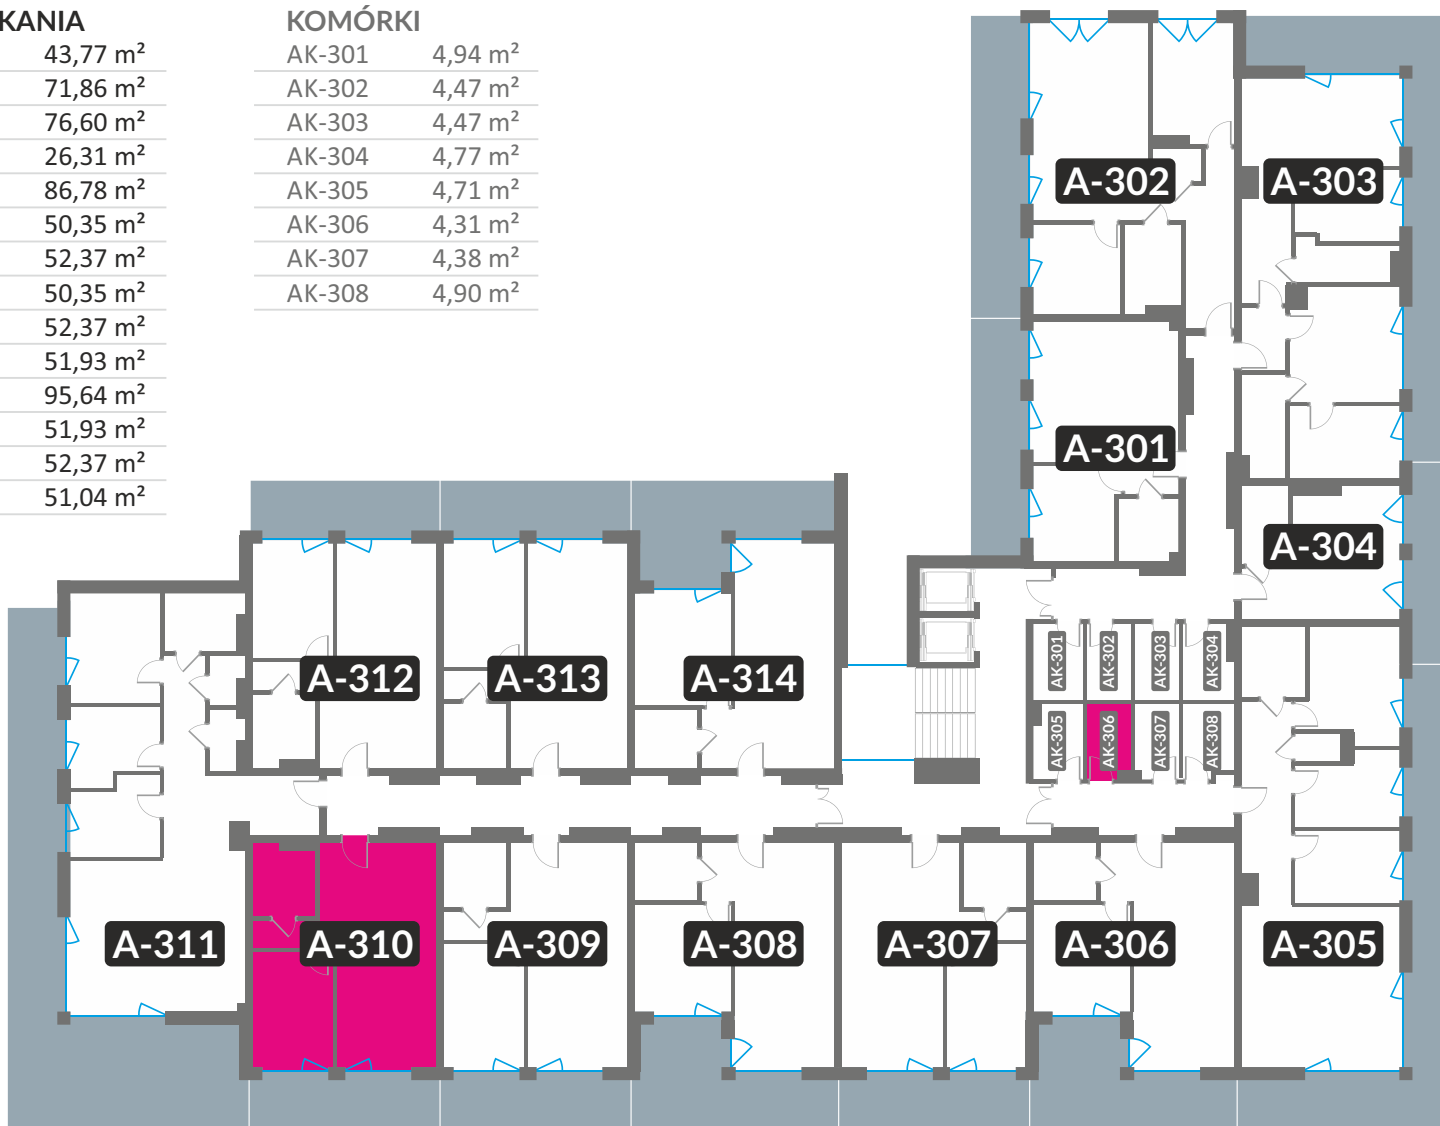 KANIA
43,77 m²
71,86 m²
76,60 m²
26,31 m²
86,78 m²
50,35 m²
52,37 m²
50,35 m²
52,37 m²
51,93 m²
95,64 m²
51,93 m²
52,37 m²
51,04 m²
KOMÓRKI
AK-301 4,94 m²
AK-302 4,47 m²
AK-303 4,47 m²
AK-304 4,77 m²
AK-305 4,71 m²
AK-306 4,31 m²
AK-307 4,38 m²
AK-308 4,90 m²
A-302
A-303
A-301
A-304
AK-301
AK-302
AK-303
AK-304
A-312
A-313
A-314
AK-305
AK-306
AK-307
AK-308
A-311
A-310
A-309
A-308
A-307
A-306
A-305